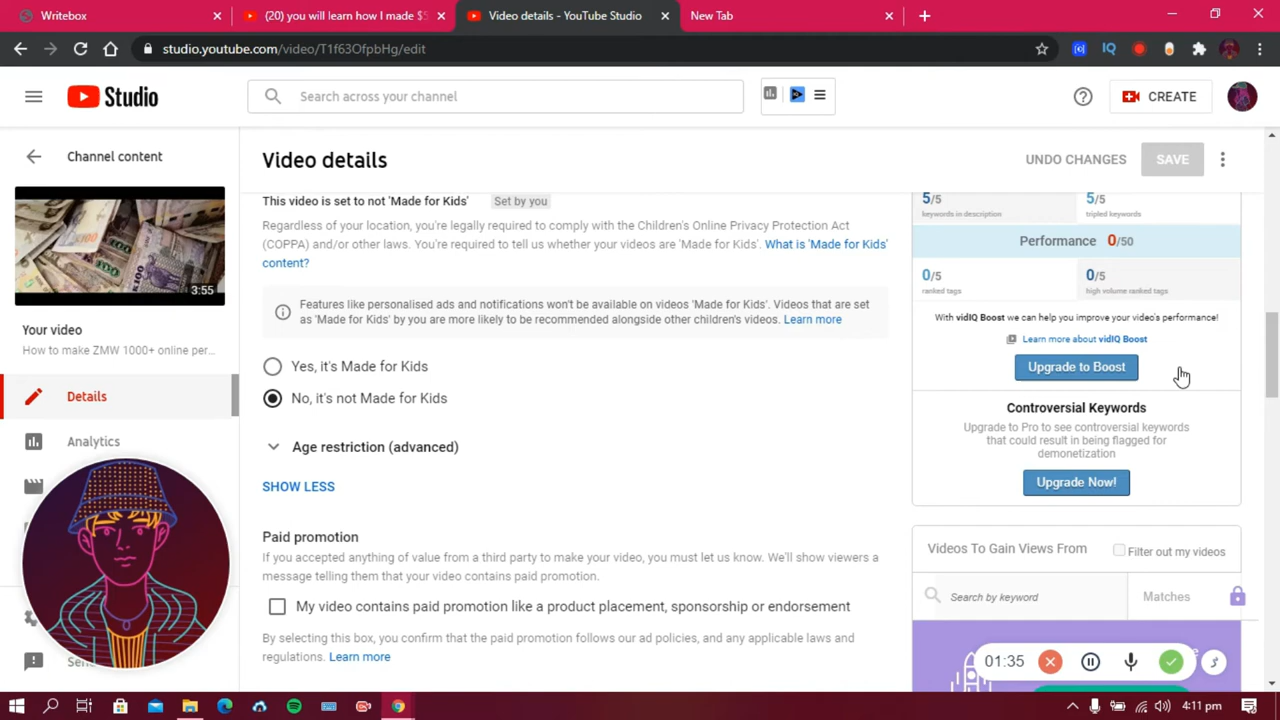 Writebox
(20) you will learn how I made $5
Video details - YouTube Studio
New Tab
studio.youtube.com/video/T1f63OfpbHg/edit
Studio
Search across your channel
CREATE
Channel content
Video details
UNDO CHANGES
SAVE
3:55
Your video
How to make ZMW 1000+ online per...
Details
Analytics
This video is set to not 'Made for Kids'
Set by you
Regardless of your location, you're legally required to comply with the Children's Online Privacy Protection Act
(COPPA) and/or other laws. You're required to tell us whether your videos are 'Made for Kids'. What is 'Made for Kids'
content?
Features like personalised ads and notifications won't be available on videos 'Made for Kids'. Videos that are set
as 'Made for Kids' by you are more likely to be recommended alongside other children's videos. Learn more
Yes, it's Made for Kids
No, it's not Made for Kids
Age restriction (advanced)
SHOW LESS
Paid promotion
If you accepted anything of value from a third party to make your video, you must let us know. We'll show viewers a
message telling them that your video contains paid promotion.
My video contains paid promotion like a product placement, sponsorship or endorsement
By selecting this box, you confirm that the paid promotion follows our ad policies, and any applicable laws and
regulations. Learn more
5/5
keywords in description
5/5
tripled keywords
Performance 0/50
0/5
ranked tags
0/5
high volume ranked tags
With vidIQ Boost we can help you improve your video's performance!
Learn more about vidIQ Boost
Upgrade to Boost
Controversial Keywords
Upgrade to Pro to see controversial keywords
that could result in being flagged for
demonetization
Upgrade Now!
Videos To Gain Views From
Filter out my videos
Search by keyword
Matches
01:35
4:11 pm